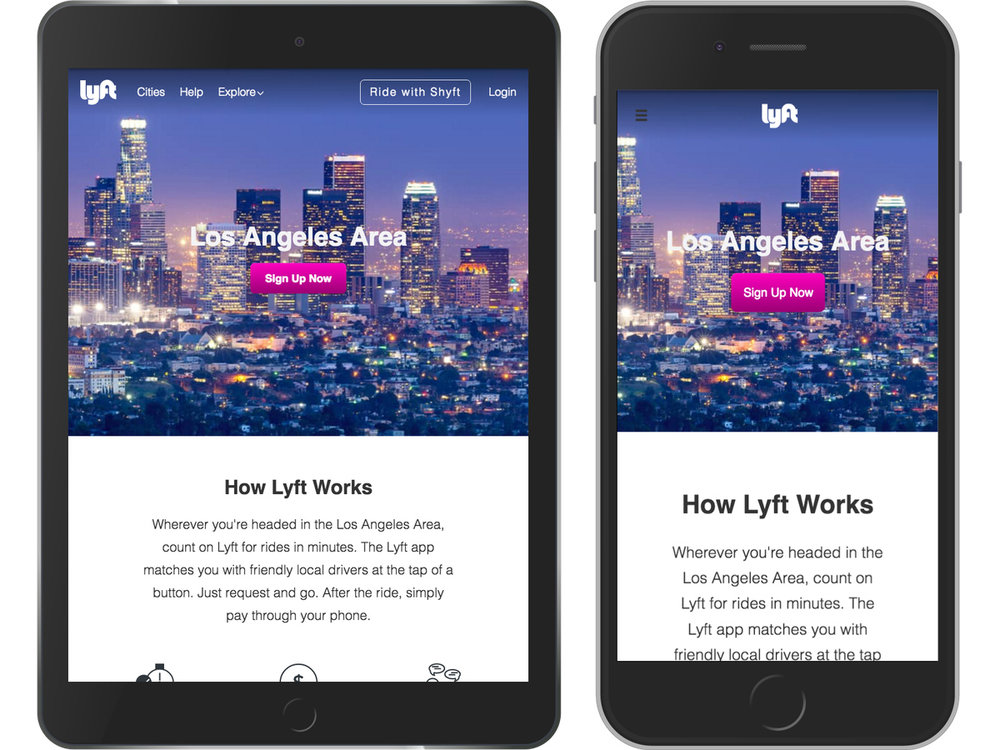 lyft Cities Help Explore Ride with Shyft Login
Los Angeles Area
Sign Up Now
How Lyft Works
Wherever you're headed in the Los Angeles Area,
count on Lyft for rides in minutes. The Lyft app
matches you with friendly local drivers at the tap of a
button. Just request and go. After the ride, simply
pay through your phone.
$
lyft
Los Angeles Area
Sign Up Now
How Lyft Works
Wherever you're headed in the
Los Angeles Area, count on
Lyft for rides in minutes. The
Lyft app matches you with
friendly local drivers at the tap